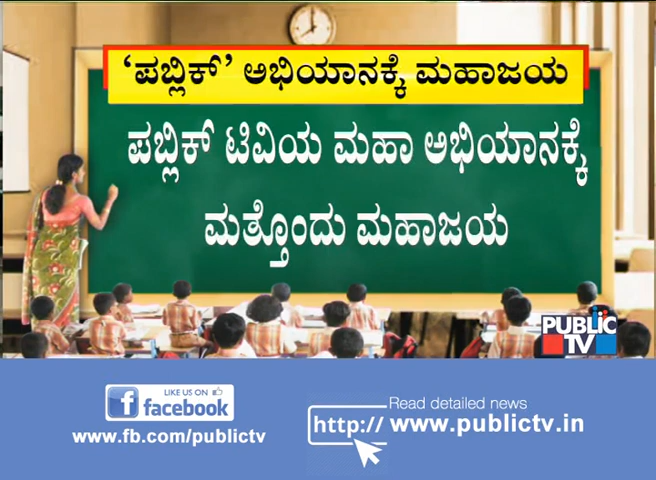 ‘ಪಬ್ಲಿಕ್’ ಅಭಿಯಾನಕ್ಕೆ ಮಹಾಜಯ
ಪಬ್ಲಿಕ್ ಟಿವಿಯ ಮಹಾ ಅಭಿಯಾನಕ್ಕೆ
ಮತ್ತೊಂದು ಮಹಾಜಯ
PUBLIC
TV
LIKE US ON
facebook
www.fb.com/publictv
Read detailed news
http:// www.publictv.in